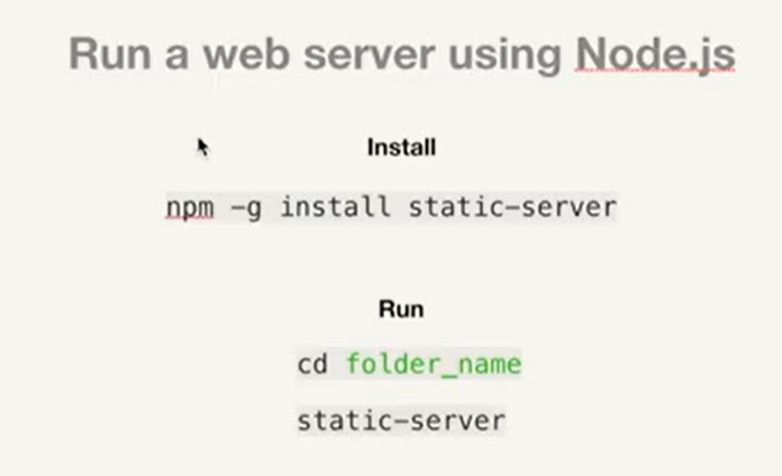 Run a web server using Node.js
Install
npm -g install static-server
Run
cd folder_name
static-server